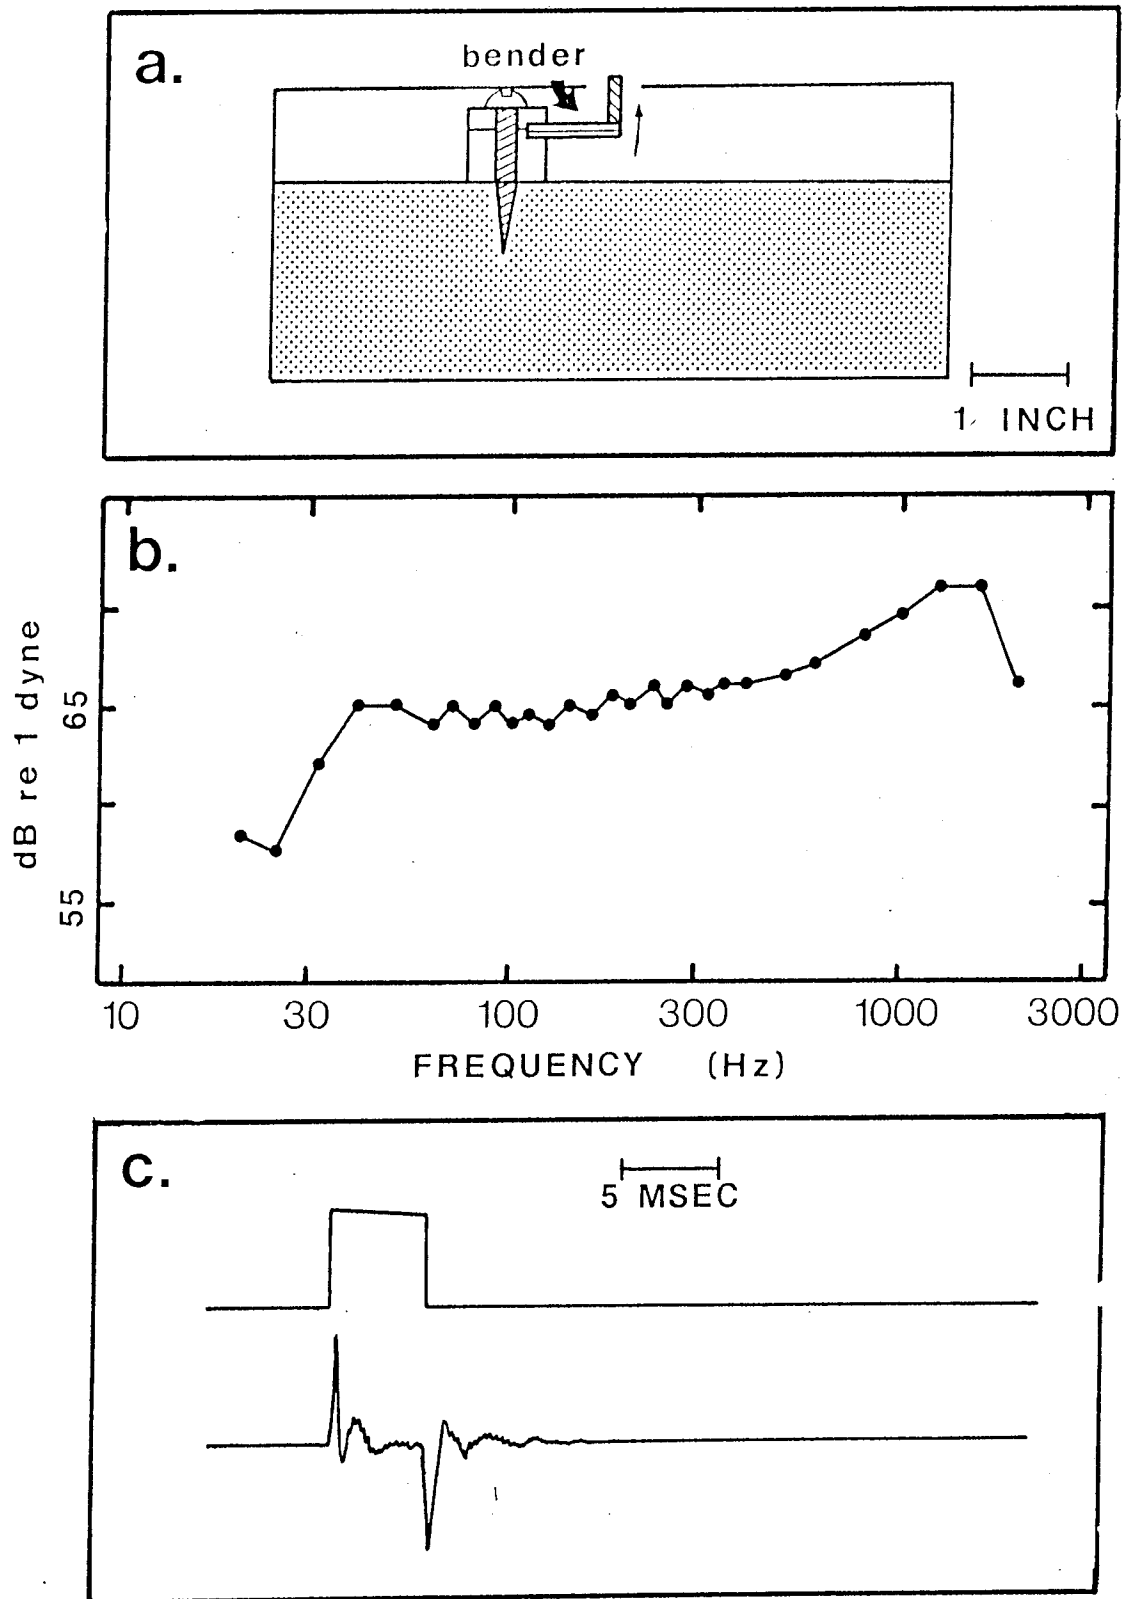 a.
bender
1 INCH
b.
dB re 1 dyne
65
55
10 30 100 300 1000 3000
FREQUENCY (Hz)
c.
5 MSEC